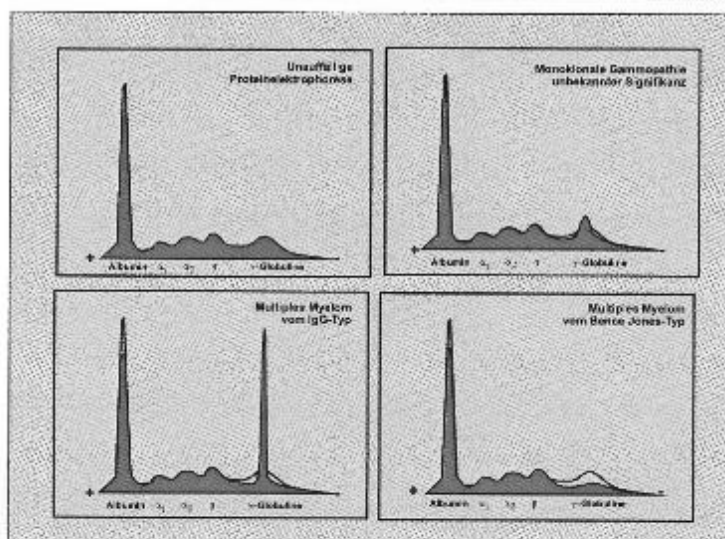 Unauffällige
Proteinelektrophorese
+
Albumin α₁ α₂ γ-Globuline
Monoklonale Gammopathie
unbekannter Signifikanz
+
Albumin α₁ α₂ γ-Globuline
Multiples Myelom
vom IgG-Typ
+ -
Albumin α₁ α₂ β γ-Globuline
Multiples Myelom
vom Bence Jones-Typ
+ -
Albumin α₁ α₂ β γ-Globuline